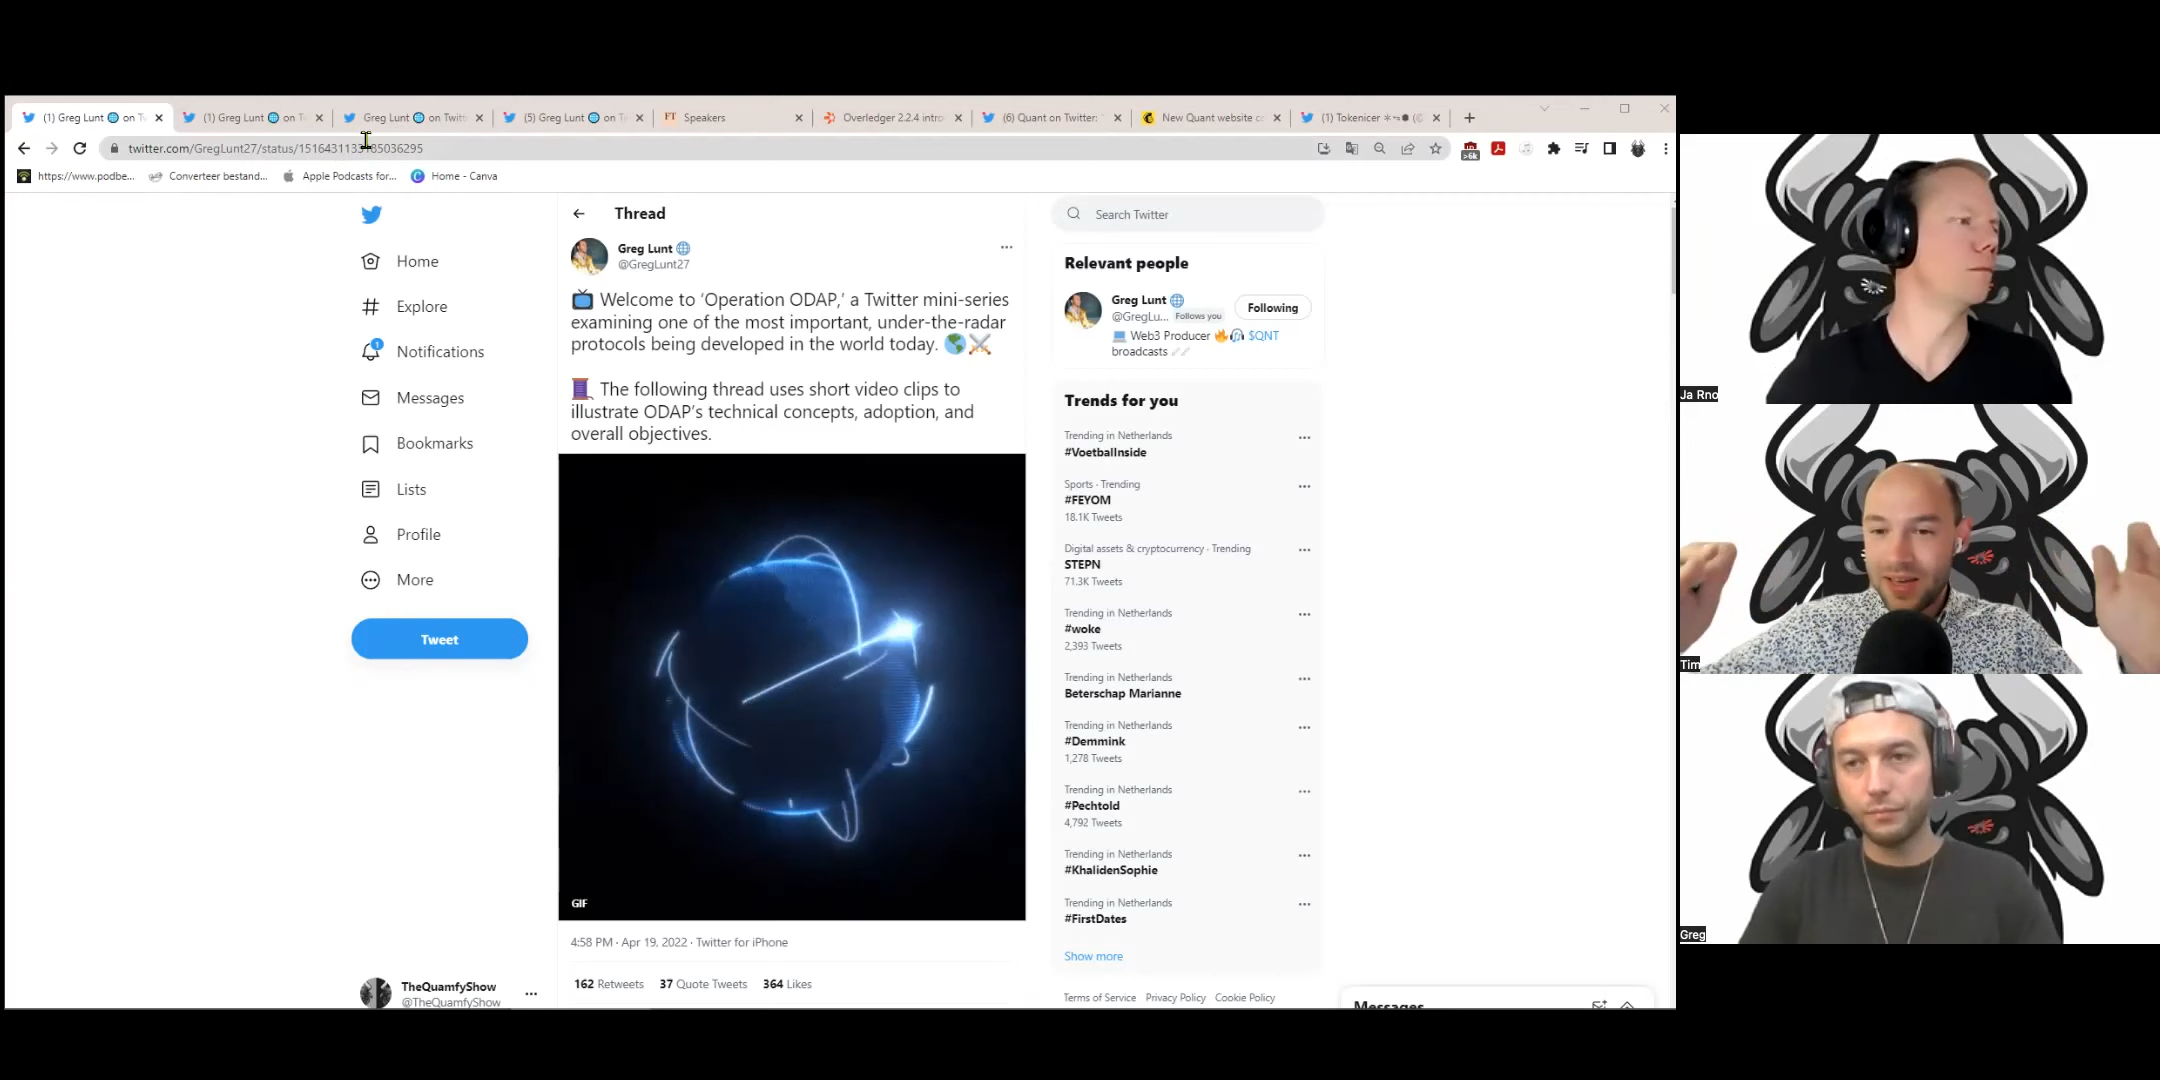 (1) Greg Lunt on Tw
(1) Greg Lunt on T
Greg Lunt on Twitt
(5) Greg Lunt on T
FT Speakers
Overledger 2.2.4 intro
(6) Quant on Twitter: "
New Quant website co
(1) Tokenicer
https://www.podbe...
Converteer bestand...
Apple Podcasts for...
Home - Canva
>6k
Home
Explore
1
Notifications
Messages
Bookmarks
Lists
Profile
More
Tweet
TheQuamfyShow
@TheQuamfyShow
Thread
Greg Lunt
@GregLunt27
Welcome to ‘Operation ODAP,’ a Twitter mini-series
examining one of the most important, under-the-radar
protocols being developed in the world today.
The following thread uses short video clips to
illustrate ODAP’s technical concepts, adoption, and
overall objectives.
GIF
4:58 PM · Apr 19, 2022 · Twitter for iPhone
162 Retweets 37 Quote Tweets 364 Likes
Search Twitter
Relevant people
Greg Lunt
@GregLu... Follows you
Following
Web3 Producer $QNT
broadcasts
Trends for you
Trending in Netherlands
#VoetbalInside
Sports · Trending
#FEYOM
18.1K Tweets
Digital assets & cryptocurrency · Trending
STEPN
71.3K Tweets
Trending in Netherlands
#woke
2,393 Tweets
Trending in Netherlands
Beterschap Marianne
Trending in Netherlands
#Demmink
1,278 Tweets
Trending in Netherlands
#Pechtold
4,792 Tweets
Trending in Netherlands
#KhalidenSophie
Trending in Netherlands
#FirstDates
Show more
Terms of Service Privacy Policy Cookie Policy
Messages
Ja Rno
Tim
Greg